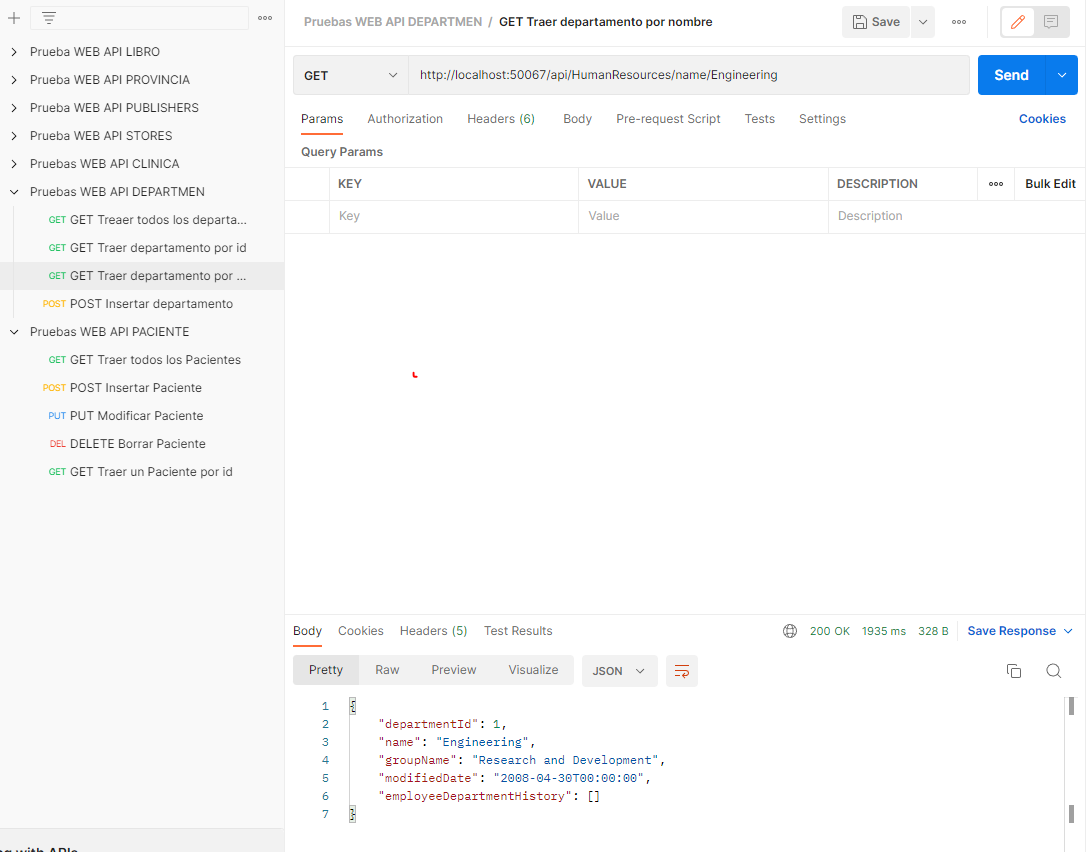 Prueba WEB API LIBRO
Prueba WEB API PROVINCIA
Prueba WEB API PUBLISHERS
Prueba WEB API STORES
Pruebas WEB API CLINICA
Pruebas WEB API DEPARTMEN
GET GET Treaer todos los departa...
GET GET Traer departamento por id
GET GET Traer departamento por ...
POST POST Insertar departamento
Pruebas WEB API PACIENTE
GET GET Traer todos los Pacientes
POST POST Insertar Paciente
PUT PUT Modificar Paciente
DEL DELETE Borrar Paciente
GET GET Traer un Paciente por id
Pruebas WEB API DEPARTMEN / GET Traer departamento por nombre
Save
GET http://localhost:50067/api/HumanResources/name/Engineering Send
Params Authorization Headers (6) Body Pre-request Script Tests Settings Cookies
Query Params
KEY VALUE DESCRIPTION Bulk Edit
Key Value Description
Body Cookies Headers (5) Test Results 200 OK 1935 ms 328 B Save Response
Pretty Raw Preview Visualize JSON
1 {
2 "departmentId": 1,
3 "name": "Engineering",
4 "groupName": "Research and Development",
5 "modifiedDate": "2008-04-30T00:00:00",
6 "employeeDepartmentHistory": []
7 }